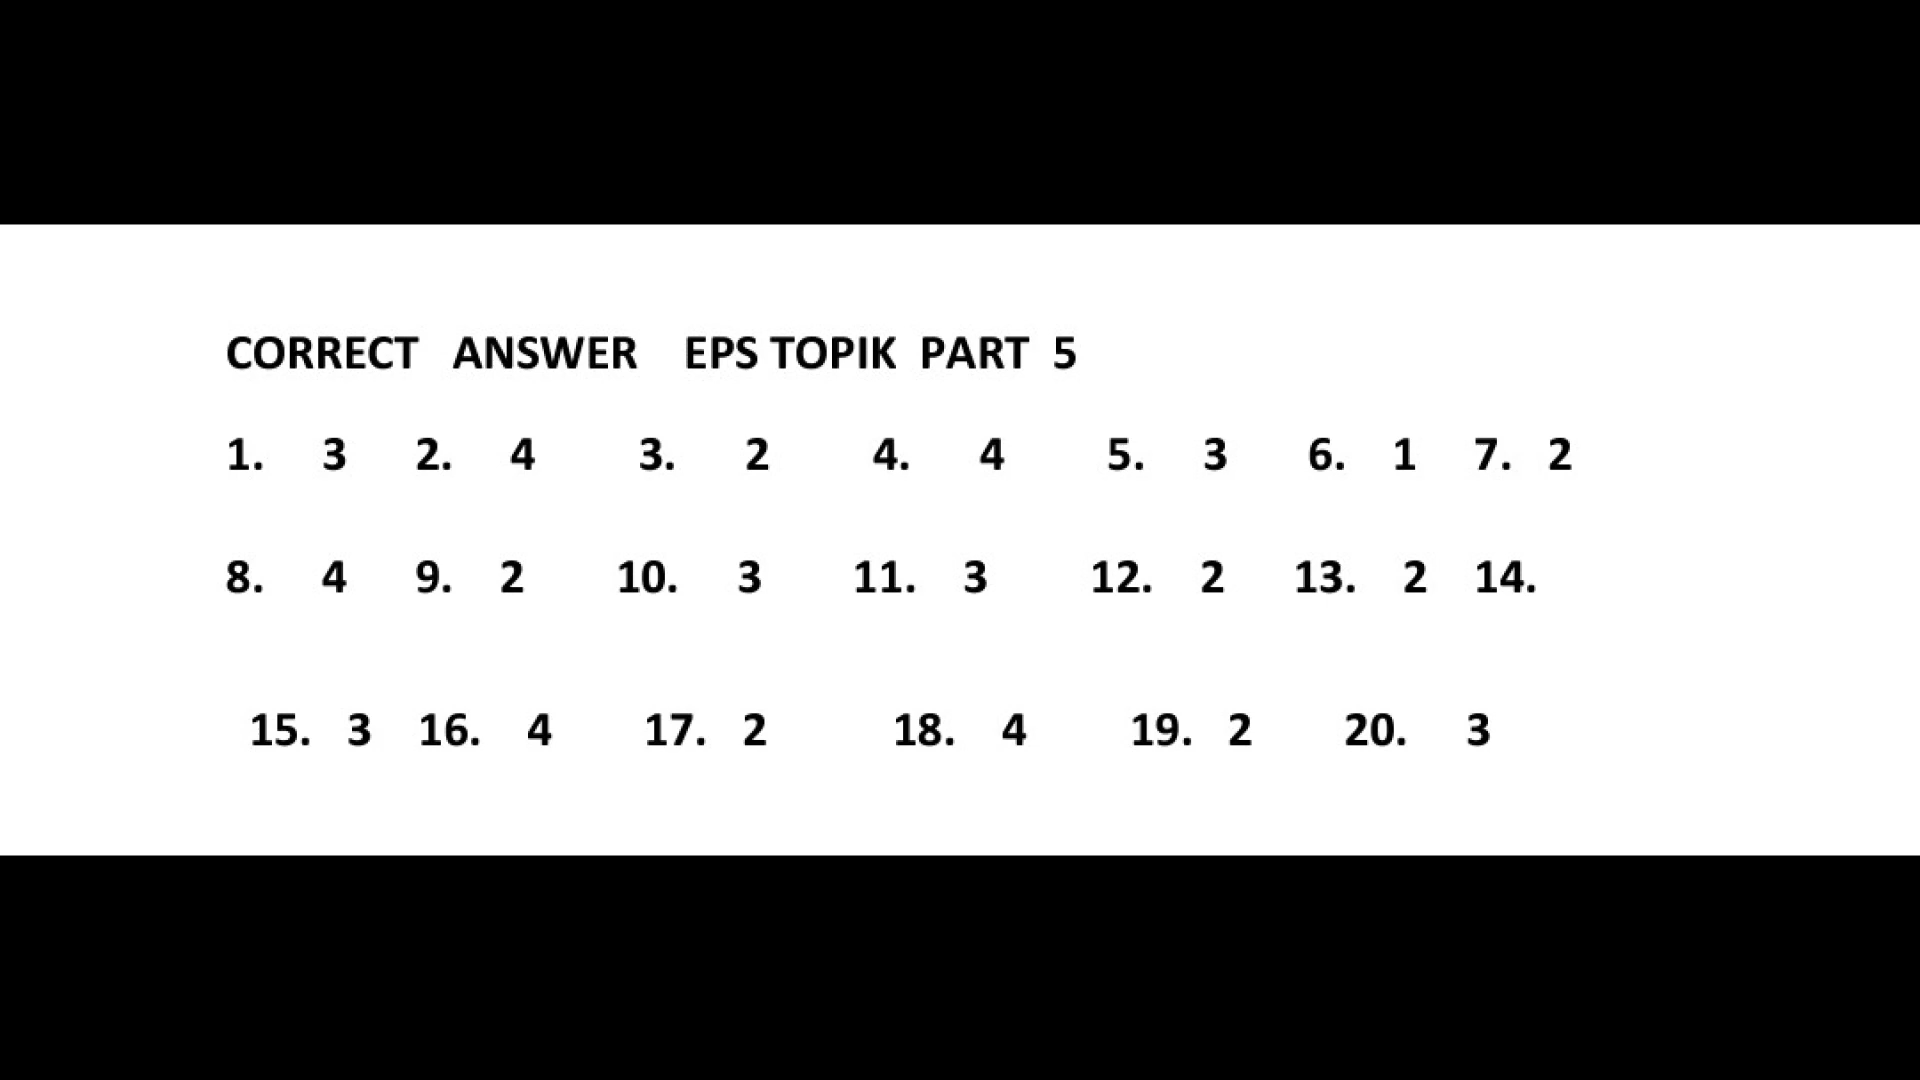 CORRECT ANSWER EPS TOPIK PART 5
1. 3 2. 4 3. 2 4. 4 5. 3 6. 1 7. 2
8. 4 9. 2 10. 3 11. 3 12. 2 13. 2 14.
15. 3 16. 4 17. 2 18. 4 19. 2 20. 3